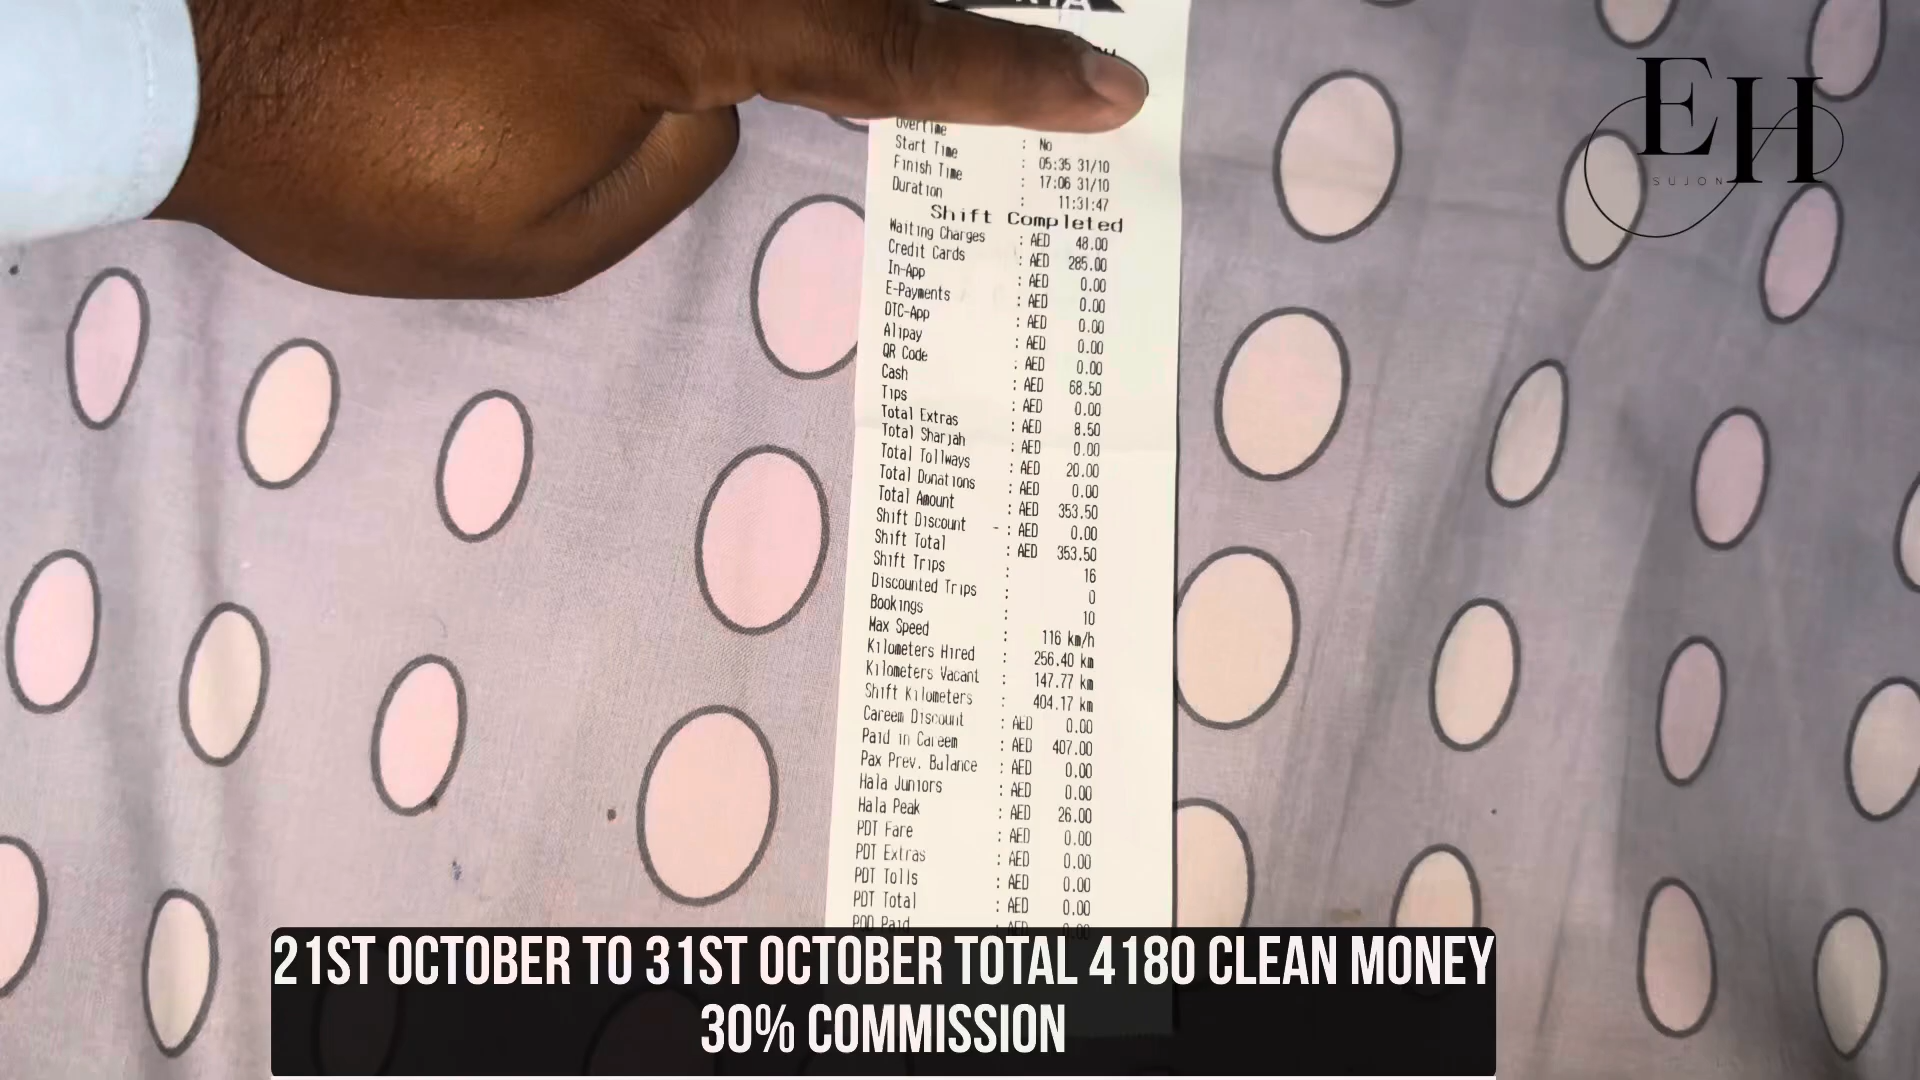 EH
SUJON
Overtime : No
Start Time : 05:35 31/10
Finish Time : 17:06 31/10
Duration : 11:31:47
Shift Completed
Waiting Charges : AED 48.00
Credit Cards : AED 285.00
In-App : AED 0.00
E-Payments : AED 0.00
DTC-App : AED 0.00
Alipay : AED 0.00
QR Code : AED 0.00
Cash : AED 68.50
Tips : AED 0.00
Total Extras : AED 8.50
Total Sharjah : AED 0.00
Total Tollways : AED 20.00
Total Donations : AED 0.00
Total Amount : AED 353.50
Shift Discount - : AED 0.00
Shift Total : AED 353.50
Shift Trips : 16
Discounted Trips : 0
Bookings : 10
Max Speed : 116 km/h
Kilometers Hired : 256.40 km
Kilometers Vacant : 147.77 km
Shift Kilometers : 404.17 km
Careem Discount : AED 0.00
Paid in Careem : AED 407.00
Pax Prev. Balance : AED 0.00
Hala Juniors : AED 0.00
Hala Peak : AED 26.00
PDT Fare : AED 0.00
PDT Extras : AED 0.00
PDT Tolls : AED 0.00
PDT Total : AED 0.00
Paid : AED 0.00
21ST OCTOBER TO 31ST OCTOBER TOTAL 4180 CLEAN MONEY
30% COMMISSION